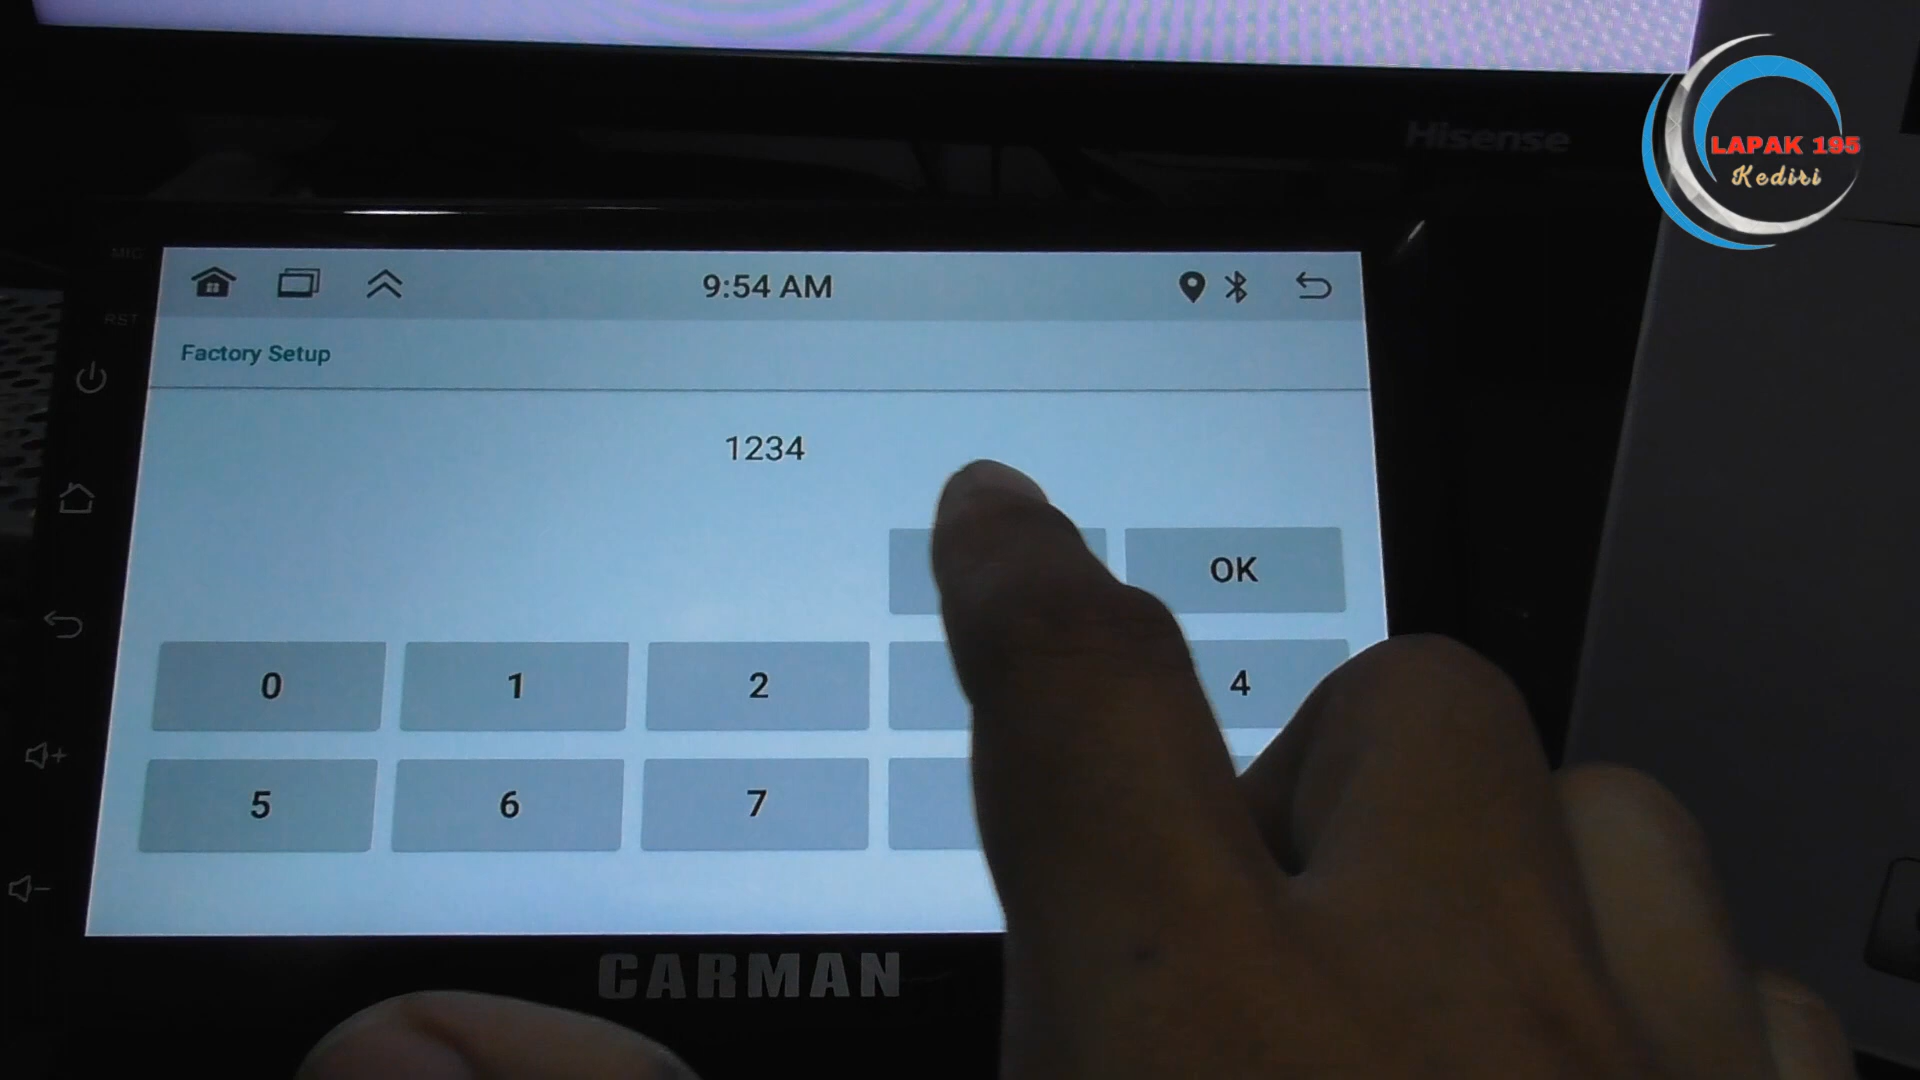 Hisense
LAPAK 195
Kediri
MIC
9:54 AM
RST
Factory Setup
1234
OK
0
1
2
4
5
6
7
CARMAN